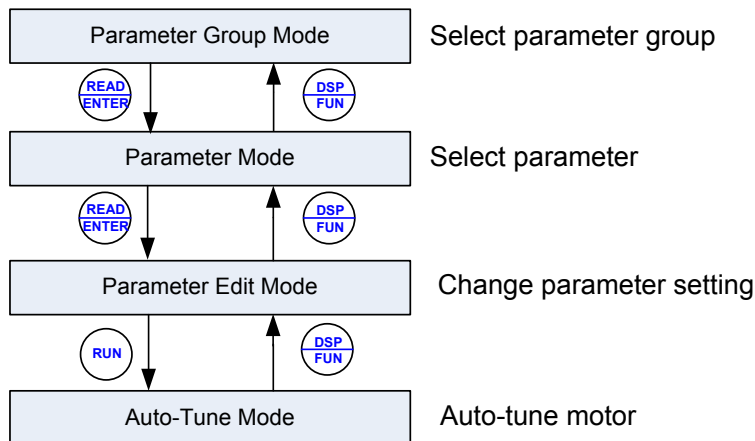 Parameter Group Mode
Select parameter group
READ
ENTER
DSP
FUN
Parameter Mode
Select parameter
READ
ENTER
DSP
FUN
Parameter Edit Mode
Change parameter setting
RUN
DSP
FUN
Auto-Tune Mode
Auto-tune motor